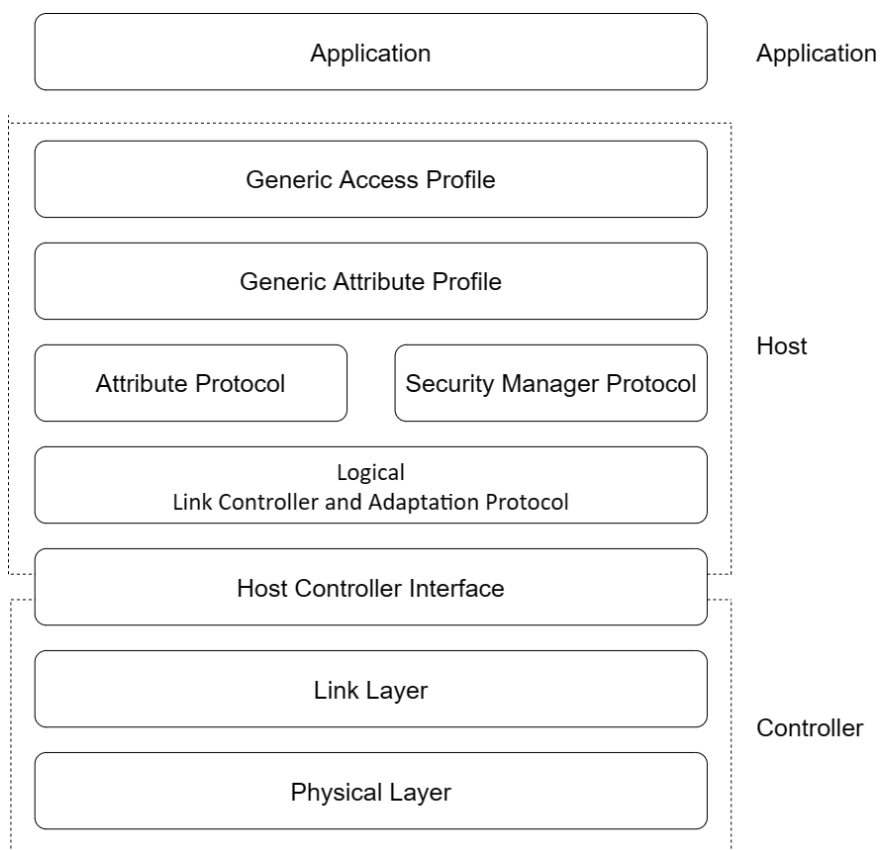 Application
Application
Generic Access Profile
Generic Attribute Profile
Host
Attribute Protocol
Security Manager Protocol
Logical
Link Controller and Adaptation Protocol
Host Controller Interface
Link Layer
Controller
Physical Layer